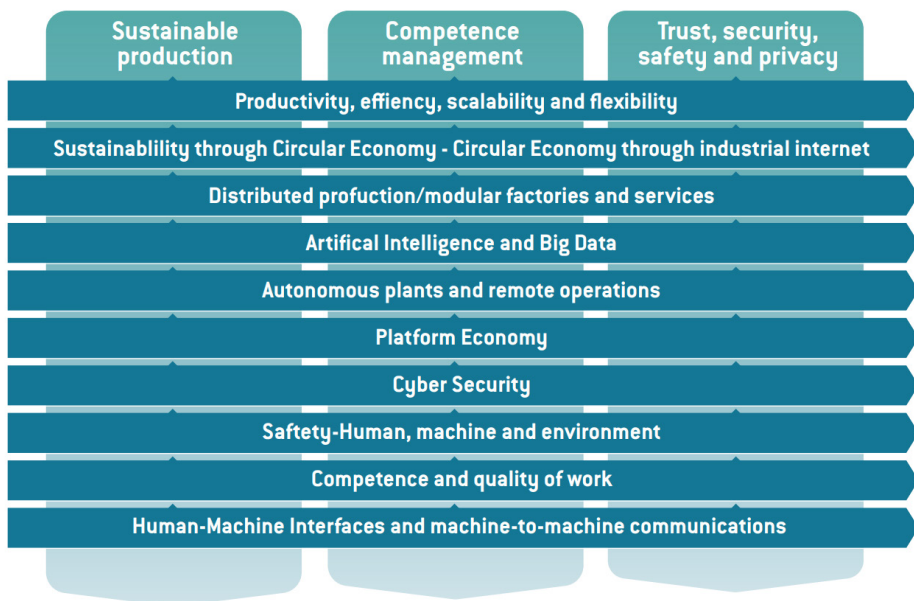 Sustainable
production
Competence
management
Trust, security,
safety and privacy
Productivity, effiency, scalability and flexibility
Sustainablility through Circular Economy - Circular Economy through industrial internet
Distributed profuction/modular factories and services
Artifical Intelligence and Big Data
Autonomous plants and remote operations
Platform Economy
Cyber Security
Saftety-Human, machine and environment
Competence and quality of work
Human-Machine Interfaces and machine-to-machine communications